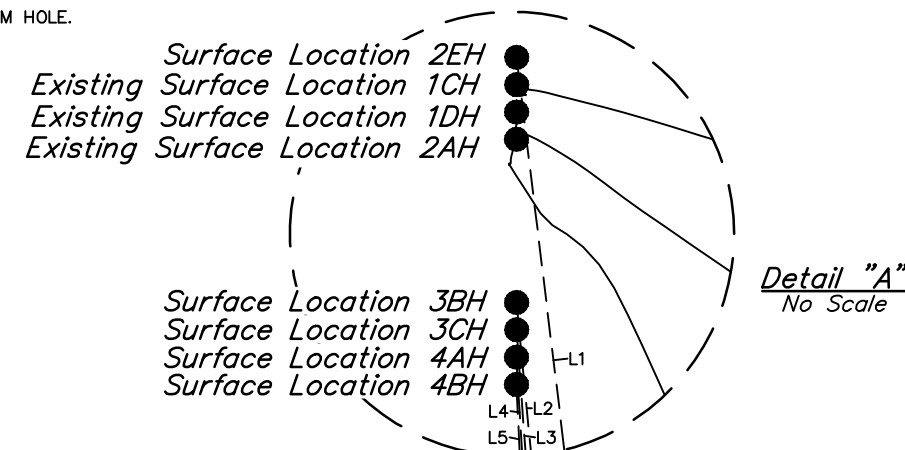 M HOLE.
Surface Location 2EH
Existing Surface Location 1CH
Existing Surface Location 1DH
Existing Surface Location 2AH
Detail "A"
No Scale
Surface Location 3BH
Surface Location 3CH
Surface Location 4AH
Surface Location 4BH
L1
L4
L2
L5
L3